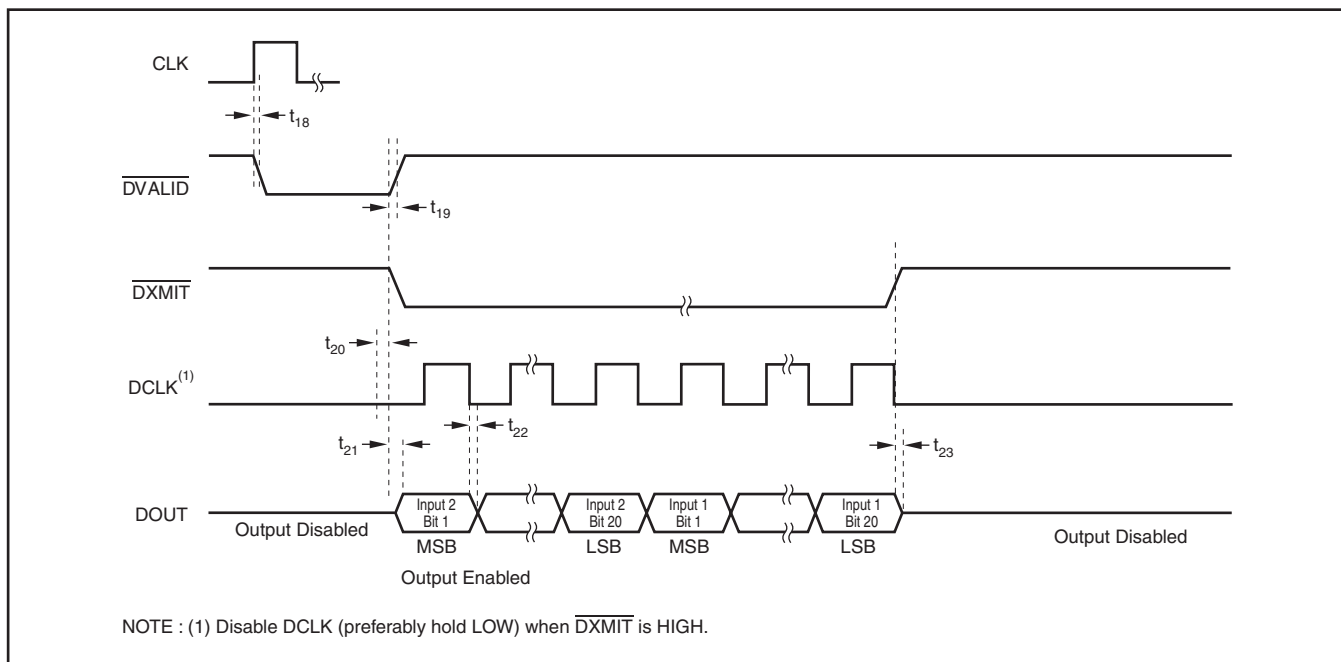 CLK
t18
DVALID
t19
DXMIT
t20
DCLK(1)
t22
t21
t23
Input 2
Bit 1
Input 2
Bit 20
Input 1
Bit 1
Input 1
Bit 20
DOUT
Output Disabled
MSB
LSB
MSB
LSB
Output Disabled
Output Enabled
NOTE : (1) Disable DCLK (preferably hold LOW) when DXMIT is HIGH.